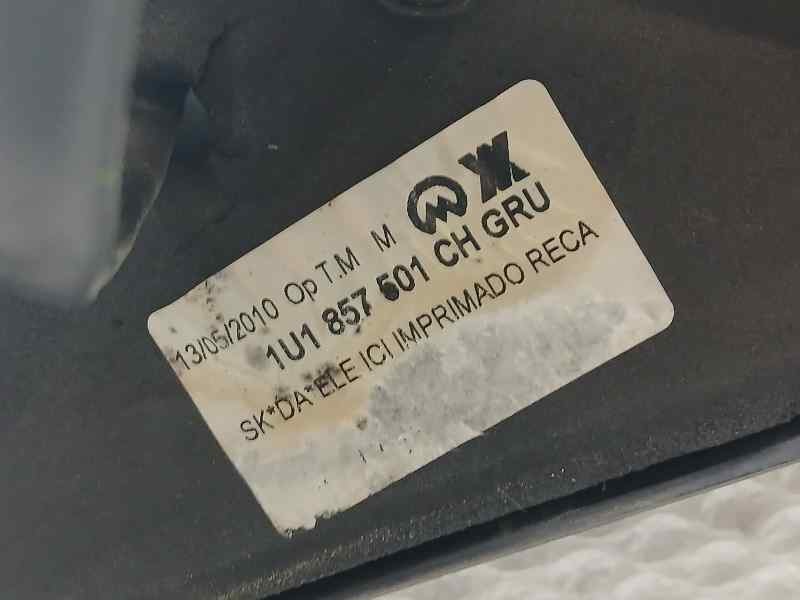 13/05/2010 Op T.M M
1U1 857 501 CH GRU
SK*DA*ELE ICI IMPRIMADO RECA